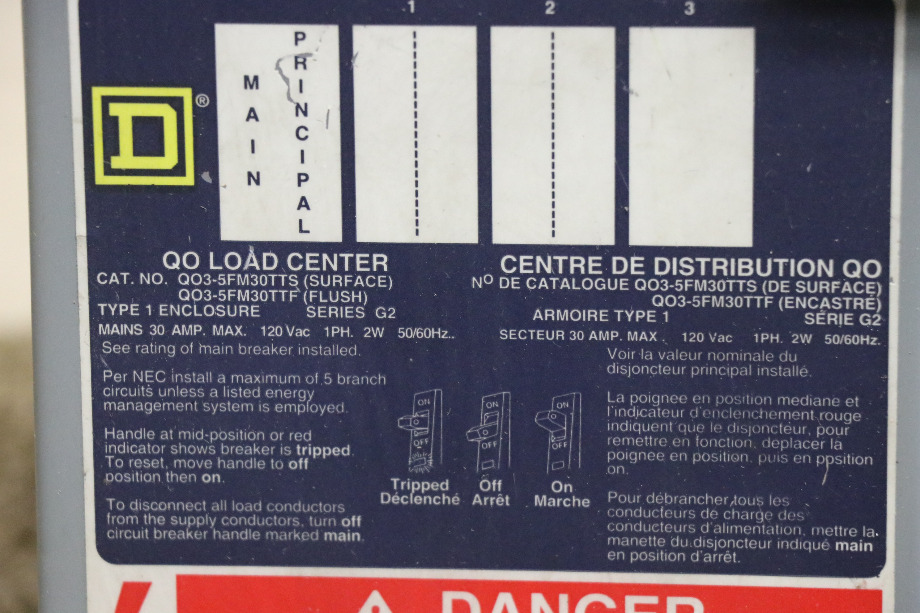 1 2 3
MAIN
PRINCIPAL
D®
QO LOAD CENTER
CAT. NO. QO3-5FM30TTS (SURFACE)
QO3-5FM30TTF (FLUSH)
TYPE 1 ENCLOSURE SERIES G2
MAINS 30 AMP. MAX. 120 Vac 1PH. 2W 50/60Hz.
See rating of main breaker installed.
Per NEC install a maximum of 5 branch
circuits unless a listed energy
management system is employed.
Handle at mid-position or red
indicator shows breaker is tripped.
To reset, move handle to off
position then on.
To disconnect all load conductors
from the supply conductors, turn off
circuit breaker handle marked main.
ON
OFF
ON
OFF
ON
OFF
Tripped
Déclenché
Off
Arrêt
On
Marche
CENTRE DE DISTRIBUTION QO
Nº DE CATALOGUE QO3-5FM30TTS (DE SURFACE)
QO3-5FM30TTF (ENCASTRÉ)
ARMOIRE TYPE 1 SÉRIE G2
SECTEUR 30 AMP. MAX. 120 Vac 1PH. 2W 50/60Hz.
Voir la valeur nominale du
disjoncteur principal installé.
La poignee en position mediane et
l'indicateur d'enclenchement rouge
indiquent que le disjoncteur, pour
remettre en fonction, deplacer la
poignee en position, puis en ppsition
on.
Pour débrancher tous les
conducteurs de charge des
conducteurs d'alimentation, mettre la
manette du disjoncteur indiqué main
en position d'arrêt.
DANGER